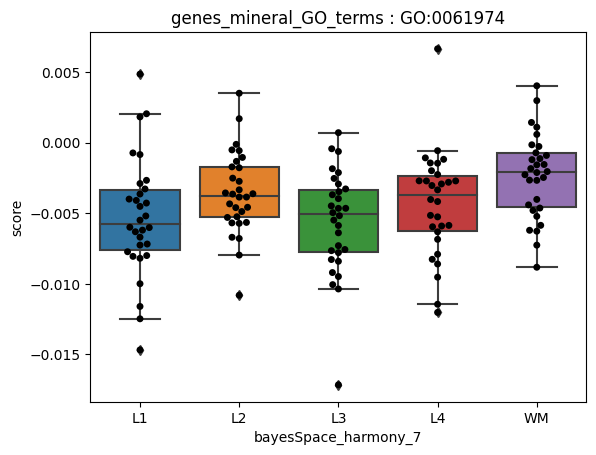 genes_mineral_GO_terms : GO:0061974
0.005
0.000
−0.005
−0.010
−0.015
score
L1 L2 L3 L4 WM
bayesSpace_harmony_7